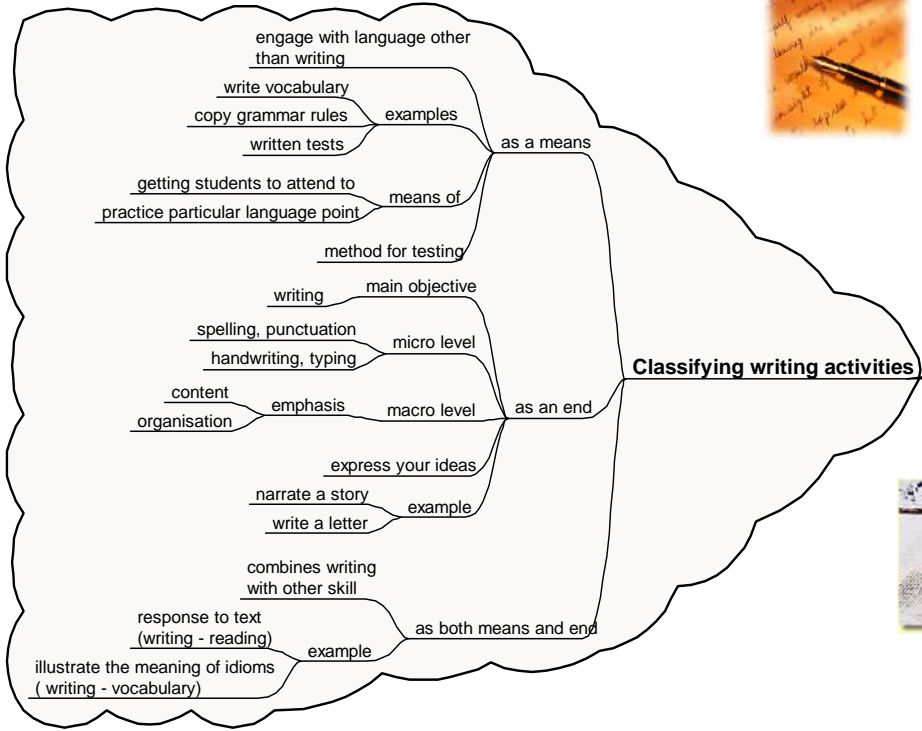 engage with language other
than writing
write vocabulary
copy grammar rules
written tests
examples
getting students to attend to
practice particular language point
means of
method for testing
as a means
writing
main objective
spelling, punctuation
handwriting, typing
micro level
content
organisation
emphasis
macro level
express your ideas
narrate a story
write a letter
example
as an end
combines writing
with other skill
response to text
(writing - reading)
illustrate the meaning of idioms
( writing - vocabulary)
example
as both means and end
Classifying writing activities